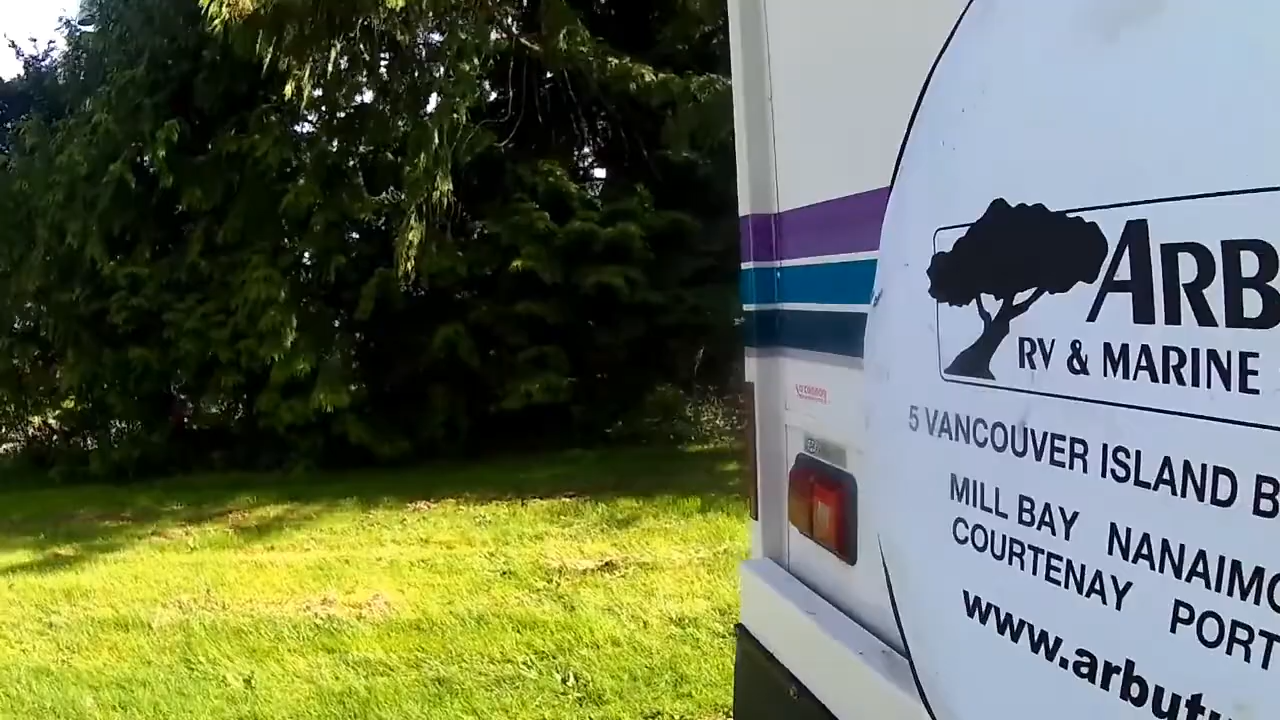 ARB
RV & MARINE
5 VANCOUVER ISLAND B
MILL BAY NANAIMO
COURTENAY PORT
www.arbutu